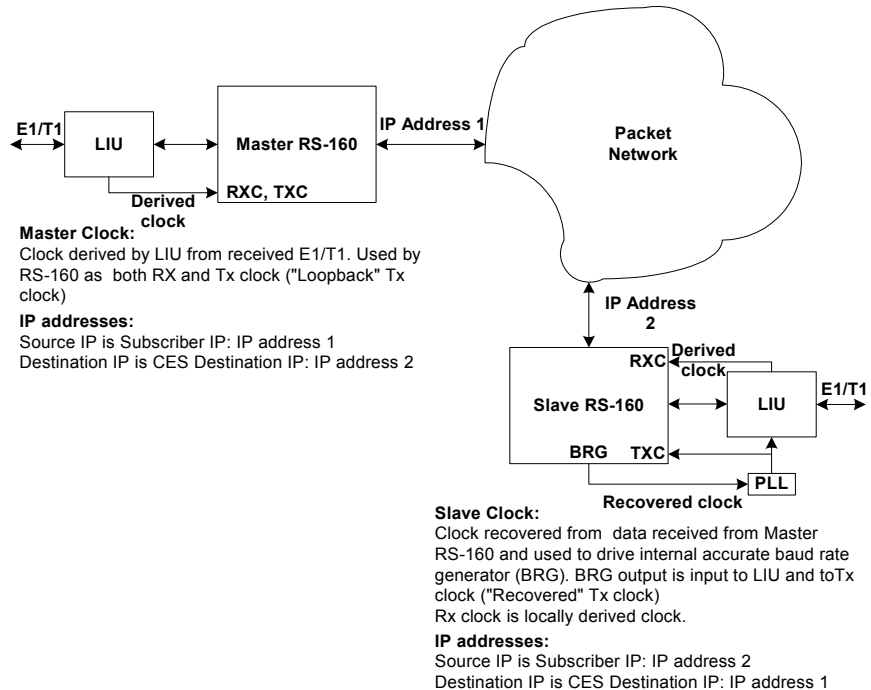 E1/T1
LIU
Master RS-160
RXC, TXC
IP Address 1
Derived
clock
Packet
Network
Master Clock:
Clock derived by LIU from received E1/T1. Used by
RS-160 as both RX and Tx clock ("Loopback" Tx
clock)
IP addresses:
Source IP is Subscriber IP: IP address 1
Destination IP is CES Destination IP: IP address 2
IP Address
2
RXC
Derived
clock
Slave RS-160
LIU
E1/T1
BRG
TXC
PLL
Recovered clock
Slave Clock:
Clock recovered from data received from Master
RS-160 and used to drive internal accurate baud rate
generator (BRG). BRG output is input to LIU and toTx
clock ("Recovered" Tx clock)
Rx clock is locally derived clock.
IP addresses:
Source IP is Subscriber IP: IP address 2
Destination IP is CES Destination IP: IP address 1